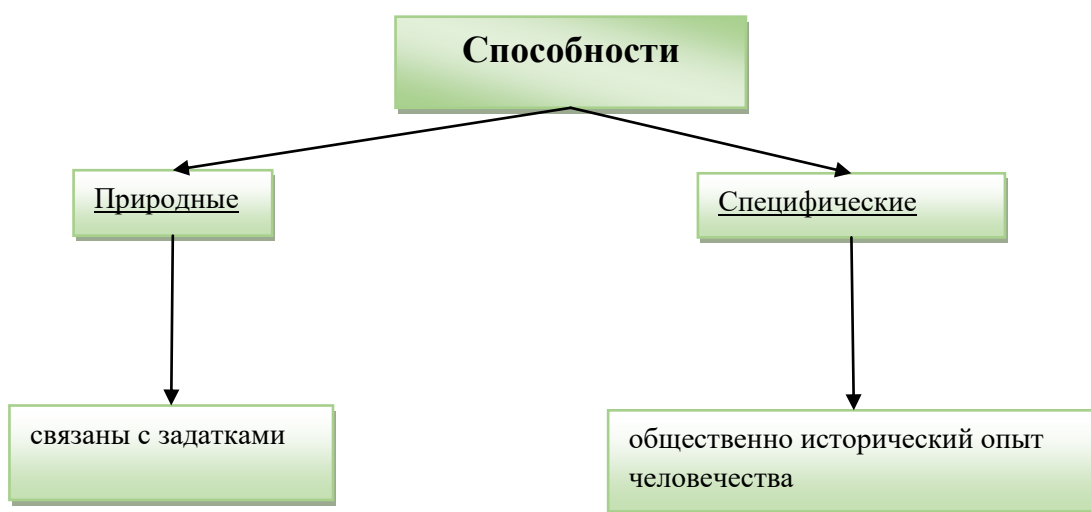 Способности
Природные
Специфические
связаны с задатками
общественно исторический опыт
человечества